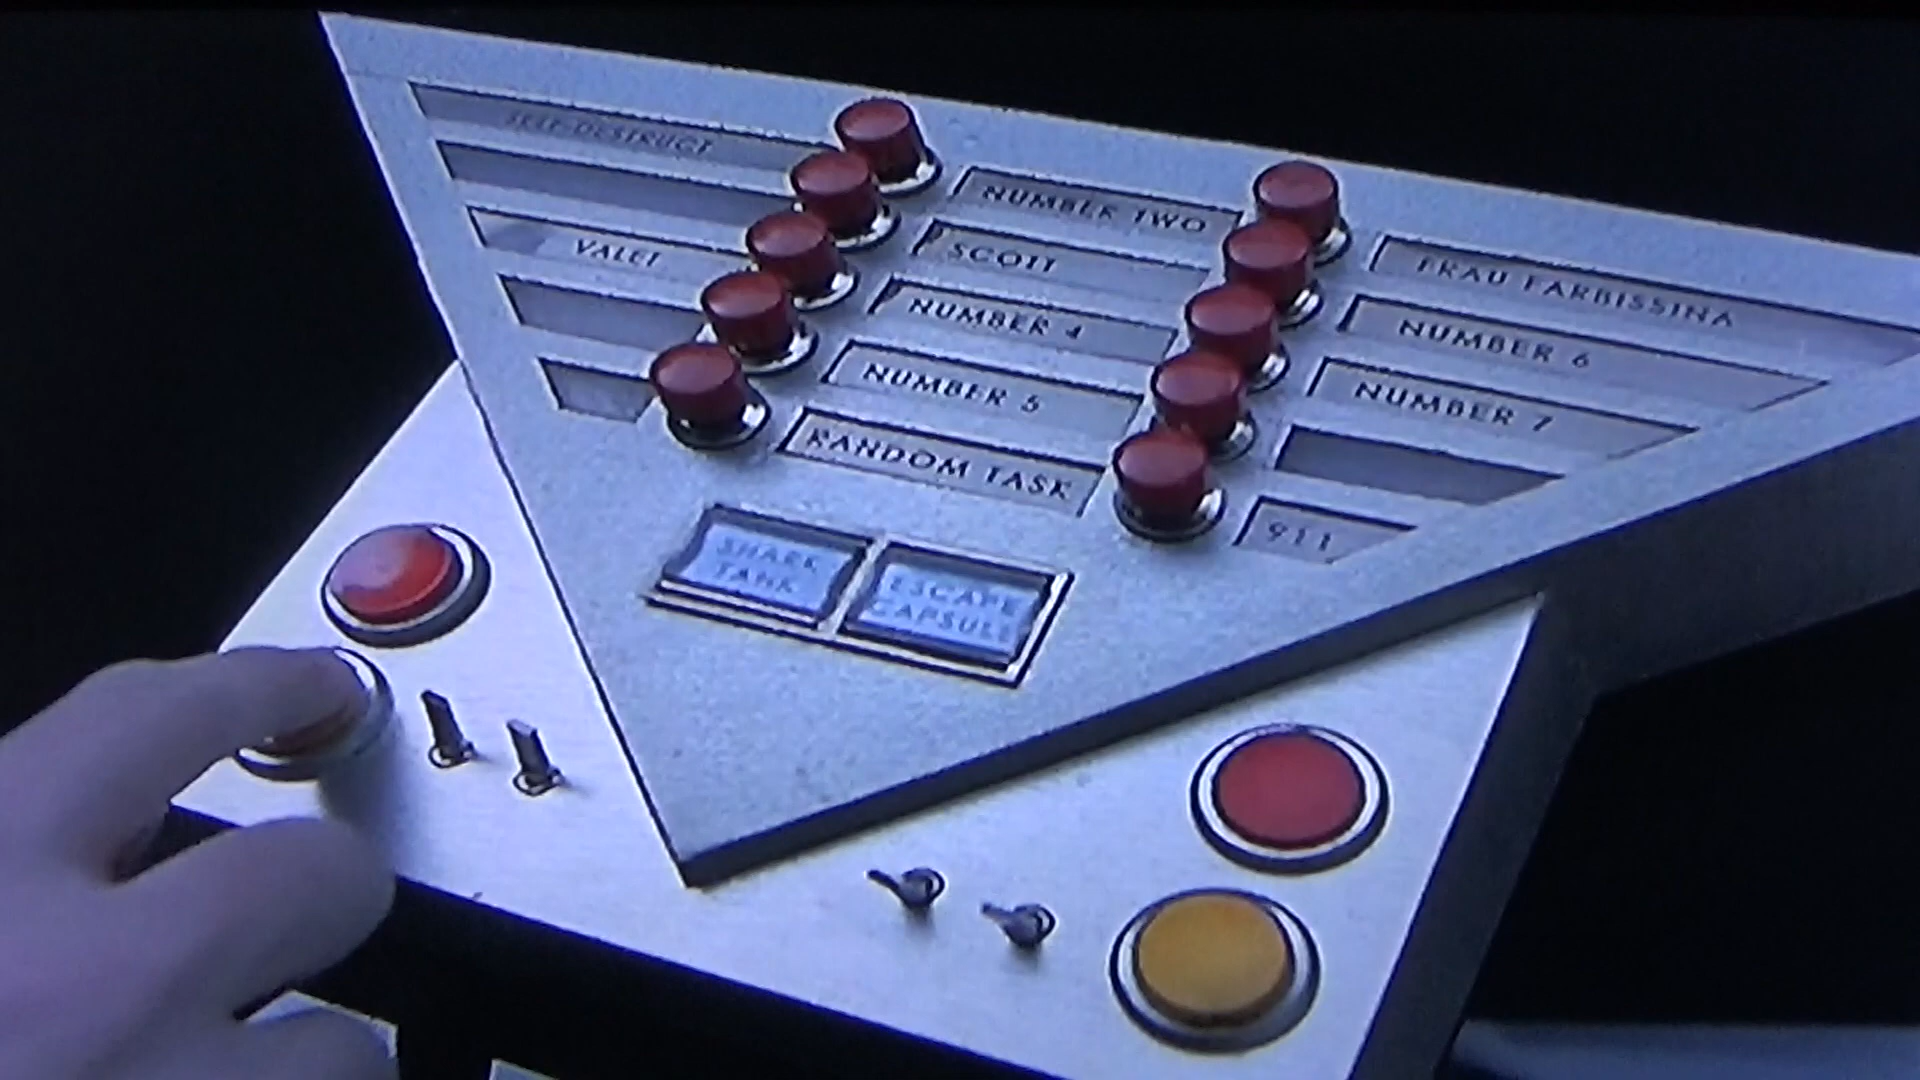 SELF-DESTRUCT
VALET
NUMBER TWO
SCOTT
NUMBER 4
NUMBER 5
RANDOM TASK
FRAU FARBISSINA
NUMBER 6
NUMBER 7
911
SHARK
TANK
ESCAPE
CAPSULE